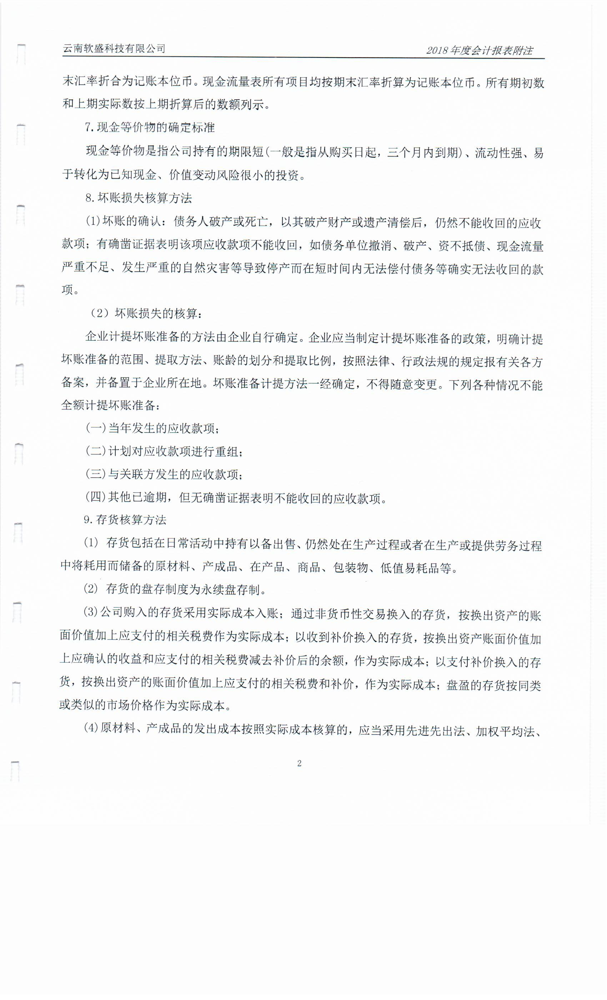 云南软盛科技有限公司
2018 年度会计报表附注
末汇率折合为记账本位币。现金流量表所有项目均按期末汇率折算为记账本位币。所有期初数
和上期实际数按上期折算后的数额列示。
7.现金等价物的确定标准
现金等价物是指公司持有的期限短(一般是指从购买日起，三个月内到期)、流动性强、易
于转化为已知现金、价值变动风险很小的投资。
8.坏账损失核算方法
(1)坏账的确认：债务人破产或死亡，以其破产财产或遗产清偿后，仍然不能收回的应收
款项；有确凿证据表明该项应收款项不能收回，如债务单位撤消、破产、资不抵债、现金流量
严重不足、发生严重的自然灾害等导致停产而在短时间内无法偿付债务等确实无法收回的款
项。
（2）坏账损失的核算：
企业计提坏账准备的方法由企业自行确定。企业应当制定计提坏账准备的政策，明确计提
坏账准备的范围、提取方法、账龄的划分和提取比例，按照法律、行政法规的规定报有关各方
备案，并备置于企业所在地。坏账准备计提方法一经确定，不得随意变更。下列各种情况不能
全额计提坏账准备：
(一)当年发生的应收款项；
(二)计划对应收款项进行重组；
(三)与关联方发生的应收款项；
(四)其他已逾期，但无确凿证据表明不能收回的应收款项。
9.存货核算方法
(1) 存货包括在日常活动中持有以备出售、仍然处在生产过程或者在生产或提供劳务过程
中将耗用而储备的原材料、产成品、在产品、商品、包装物、低值易耗品等。
(2) 存货的盘存制度为永续盘存制。
(3)公司购入的存货采用实际成本入账；通过非货币性交易换入的存货，按换出资产的账
面价值加上应支付的相关税费作为实际成本；以收到补价换入的存货，按换出资产账面价值加
上应确认的收益和应支付的相关税费减去补价后的余额，作为实际成本；以支付补价换入的存
货，按换出资产的账面价值加上应支付的相关税费和补价，作为实际成本；盘盈的存货按同类
或类似的市场价格作为实际成本。
(4)原材料、产成品的发出成本按照实际成本核算的，应当采用先进先出法、加权平均法、
2